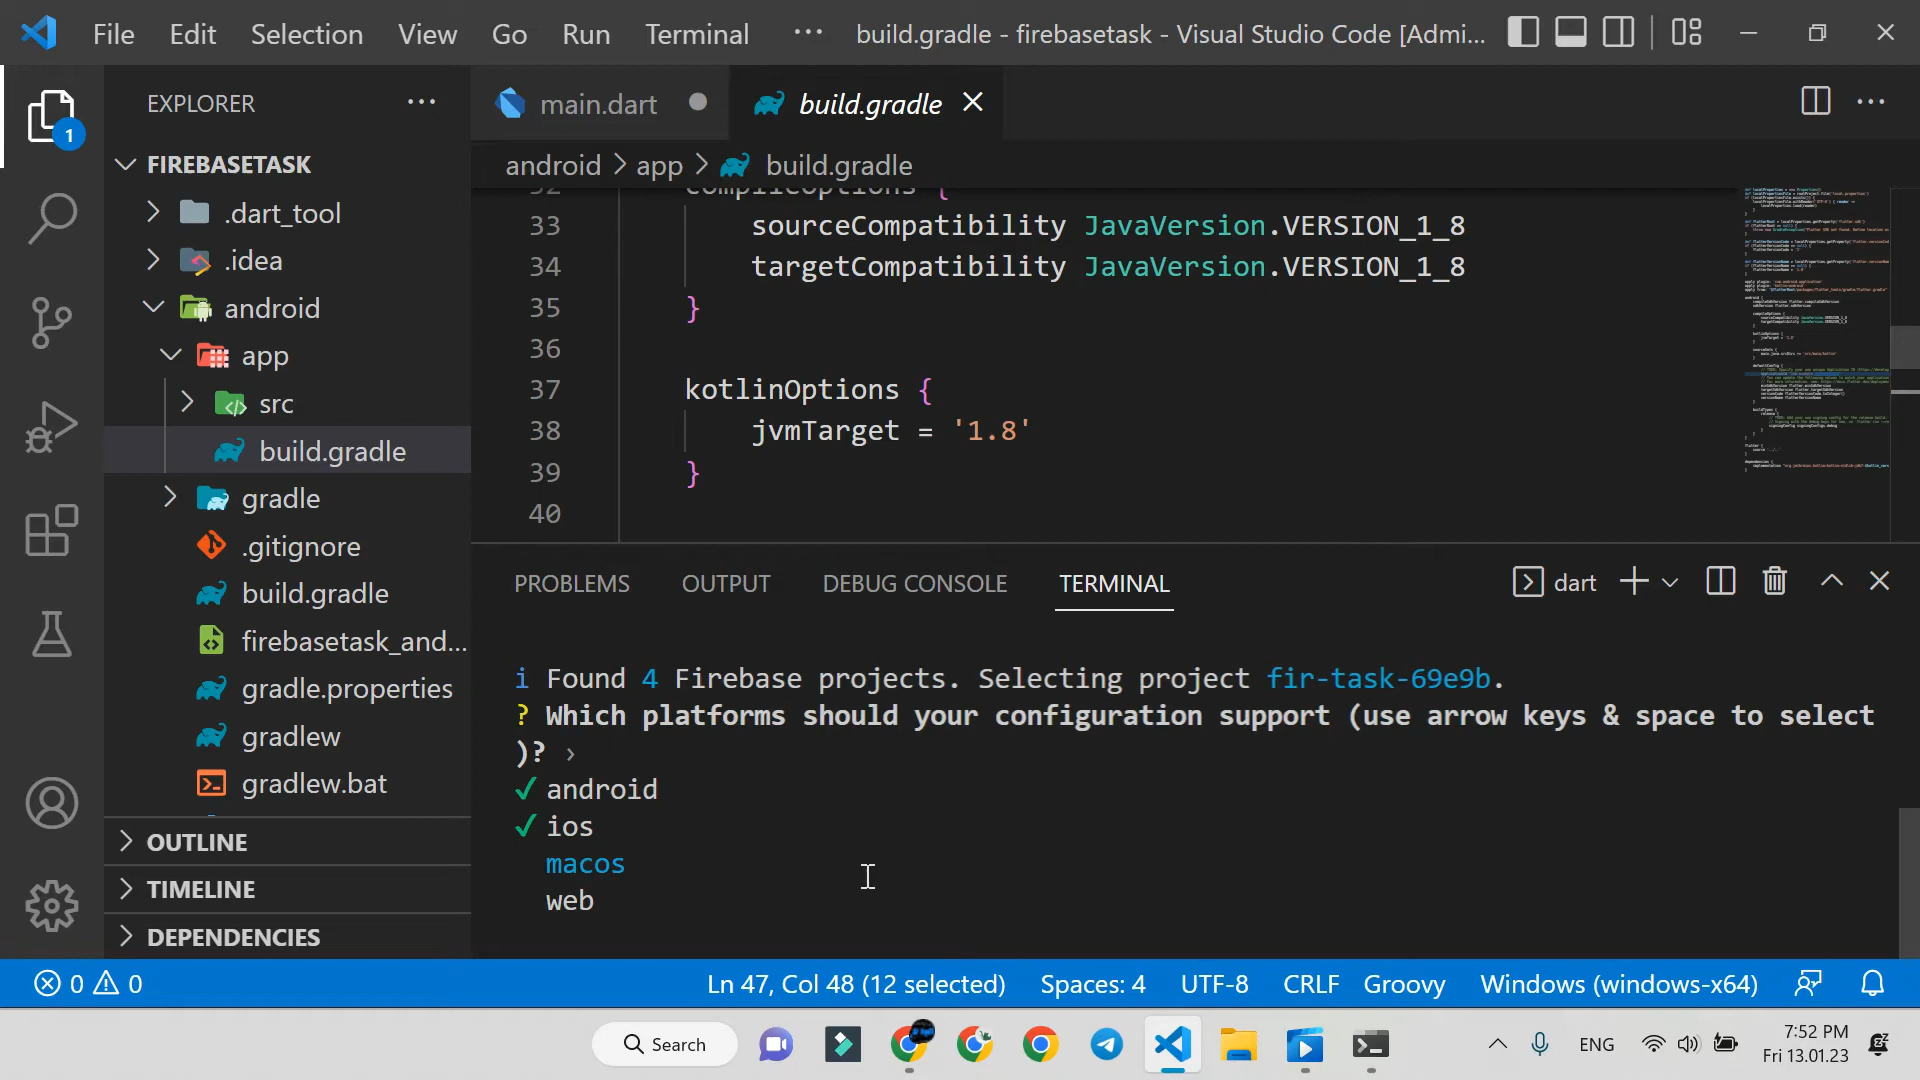 File Edit Selection View Go Run Terminal ··· build.gradle - firebasetask - Visual Studio Code [Admi...
EXPLORER ···
1
main.dart
build.gradle
FIREBASETASK
android > app > build.gradle
.dart_tool
.idea
android
app
src
build.gradle
gradle
.gitignore
build.gradle
firebasetask_and...
gradle.properties
gradlew
gradlew.bat
OUTLINE
TIMELINE
DEPENDENCIES
32 compileOptions {
33 sourceCompatibility JavaVersion.VERSION_1_8
34 targetCompatibility JavaVersion.VERSION_1_8
35 }
36
37 kotlinOptions {
38 jvmTarget = '1.8'
39 }
40
PROBLEMS OUTPUT DEBUG CONSOLE TERMINAL dart
i Found 4 Firebase projects. Selecting project fir-task-69e9b.
? Which platforms should your configuration support (use arrow keys & space to select
)? ›
✓ android
✓ ios
macos
web
0 0 Ln 47, Col 48 (12 selected) Spaces: 4 UTF-8 CRLF Groovy Windows (windows-x64)
Search ENG 7:52 PM
Fri 13.01.23